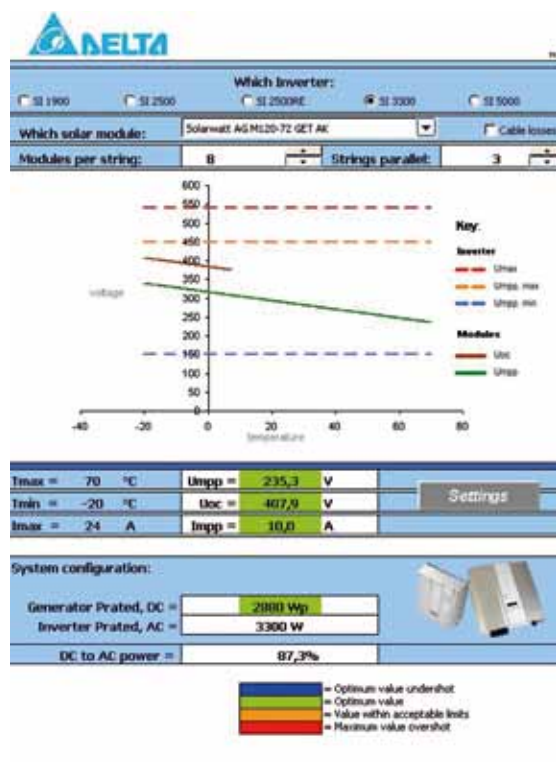 DELTA
Which Inverter:
SI 1900 SI 2500 SI 2500RE SI 3300 SI 5000
Which solar module: Solarwatt AG M120-72 GET AK Cable losses
Modules per string: 8 Strings parallel: 3
600
550
500
450
400
350
300
250
200
150
100
50
0
voltage
-40 -20 0 20 40 60 80
temperature
Key:
Inverter
Umax
Umpp. max
Umpp. min
Modules
Uoc
Umpp
Tmax = 70 °C Umpp = 235,3 V
Tmin = -20 °C Uoc = 407,9 V
Settings
Imax = 24 A Impp = 10,0 A
System configuration:
Generator Prated, DC = 2880 Wp
Inverter Prated, AC = 3300 W
DC to AC power = 87,3%
= Optimum value undershot
= Optimum value
= Value within acceptable limits
= Maximum value overshot